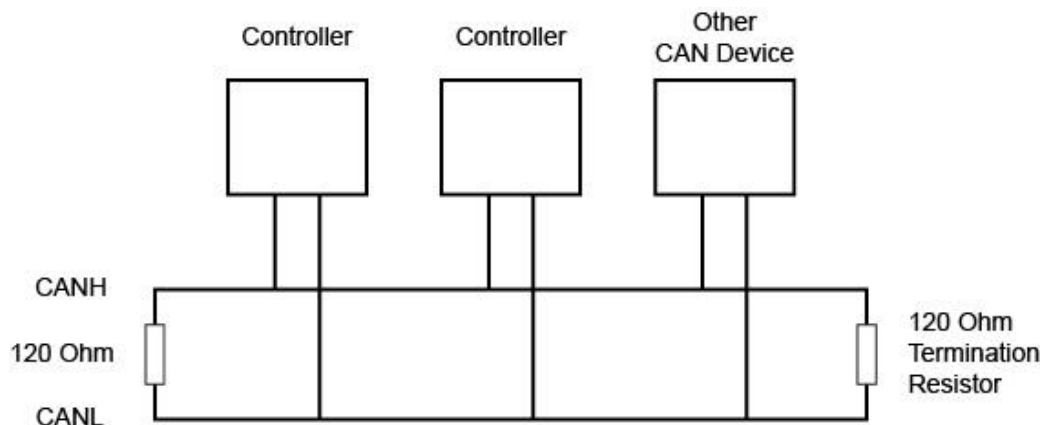 Controller
Controller
Other
CAN Device
CANH
120 Ohm
CANL
120 Ohm
Termination
Resistor